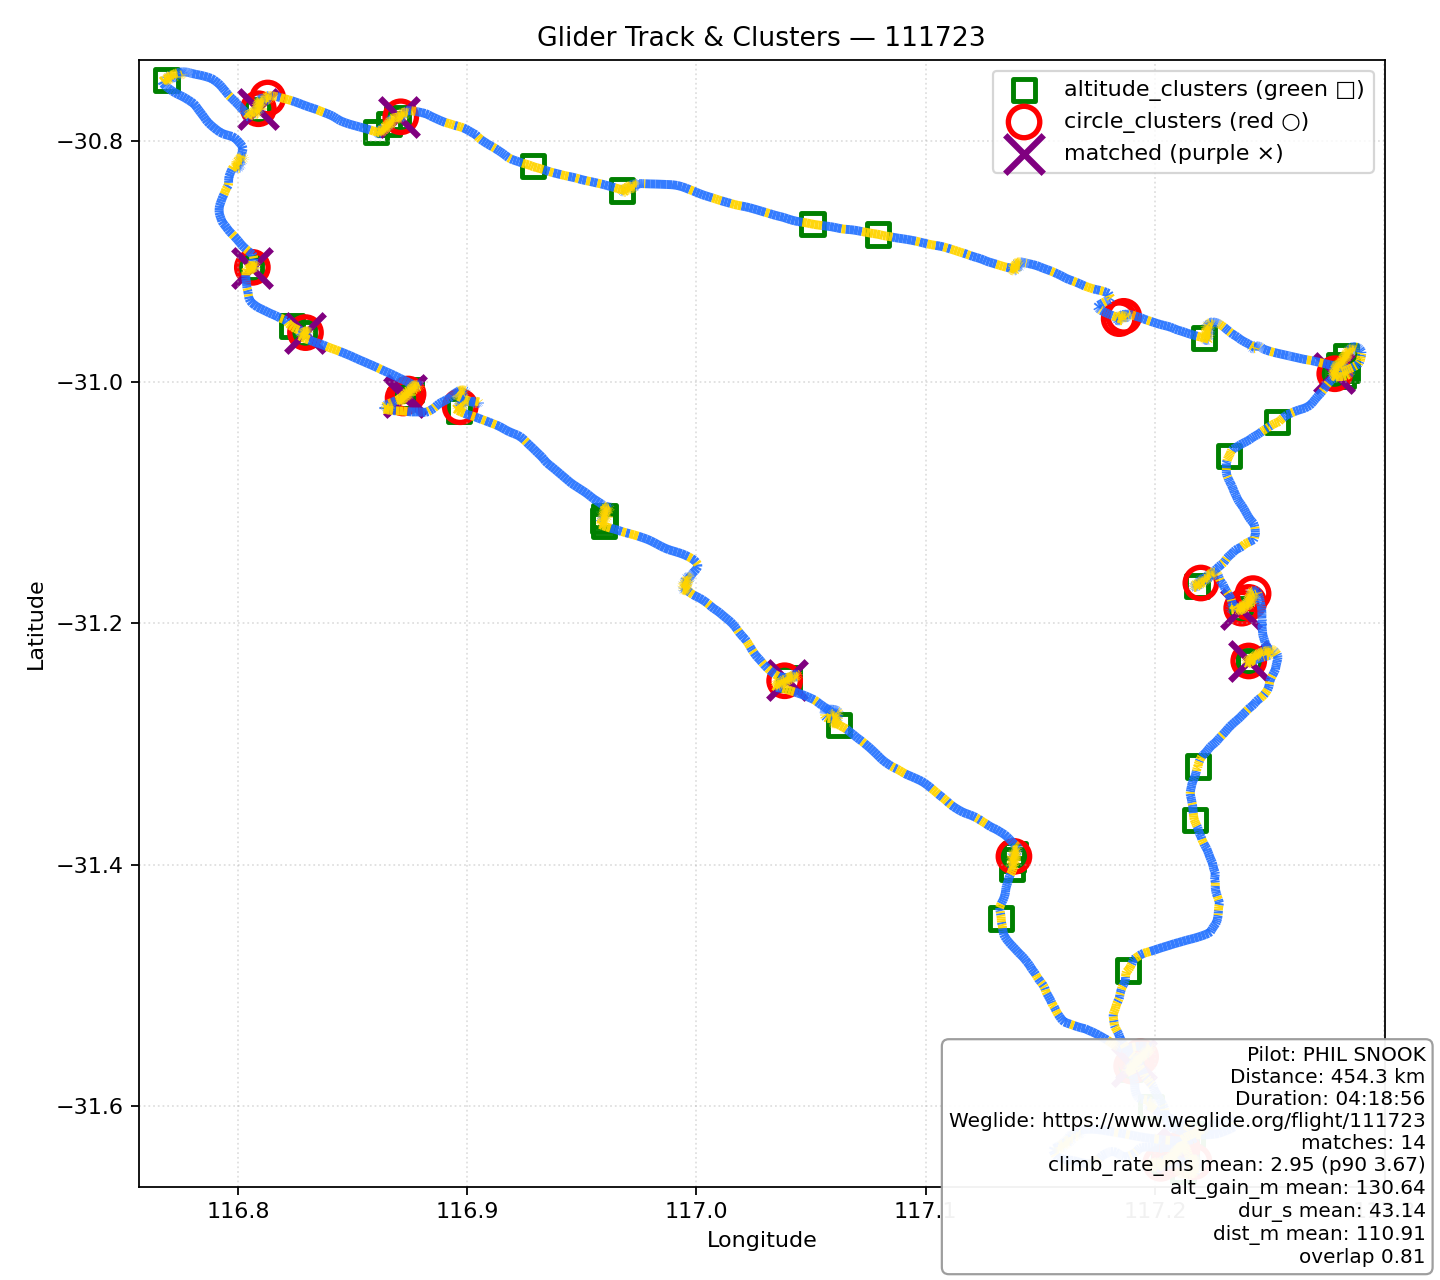 Glider Track & Clusters — 111723
altitude_clusters (green □)
circle_clusters (red ○)
matched (purple ×)
Latitude
−30.8
−31.0
−31.2
−31.4
−31.6
116.8
116.9
117.0
117.1
117.2
Longitude
Pilot: PHIL SNOOK
Distance: 454.3 km
Duration: 04:18:56
Weglide: https://www.weglide.org/flight/111723
matches: 14
climb_rate_ms mean: 2.95 (p90 3.67)
alt_gain_m mean: 130.64
dur_s mean: 43.14
dist_m mean: 110.91
overlap 0.81